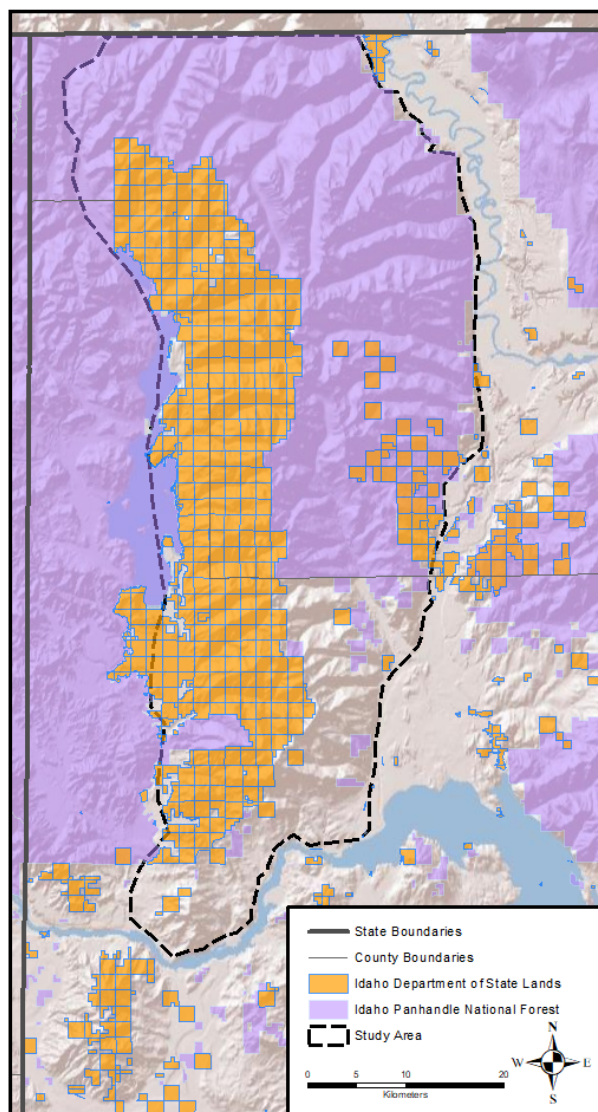 State Boundaries
County Boundaries
Idaho Department of State Lands
Idaho Panhandle National Forest
Study Area
N
W E
S
0 5 10 20
Kilometers